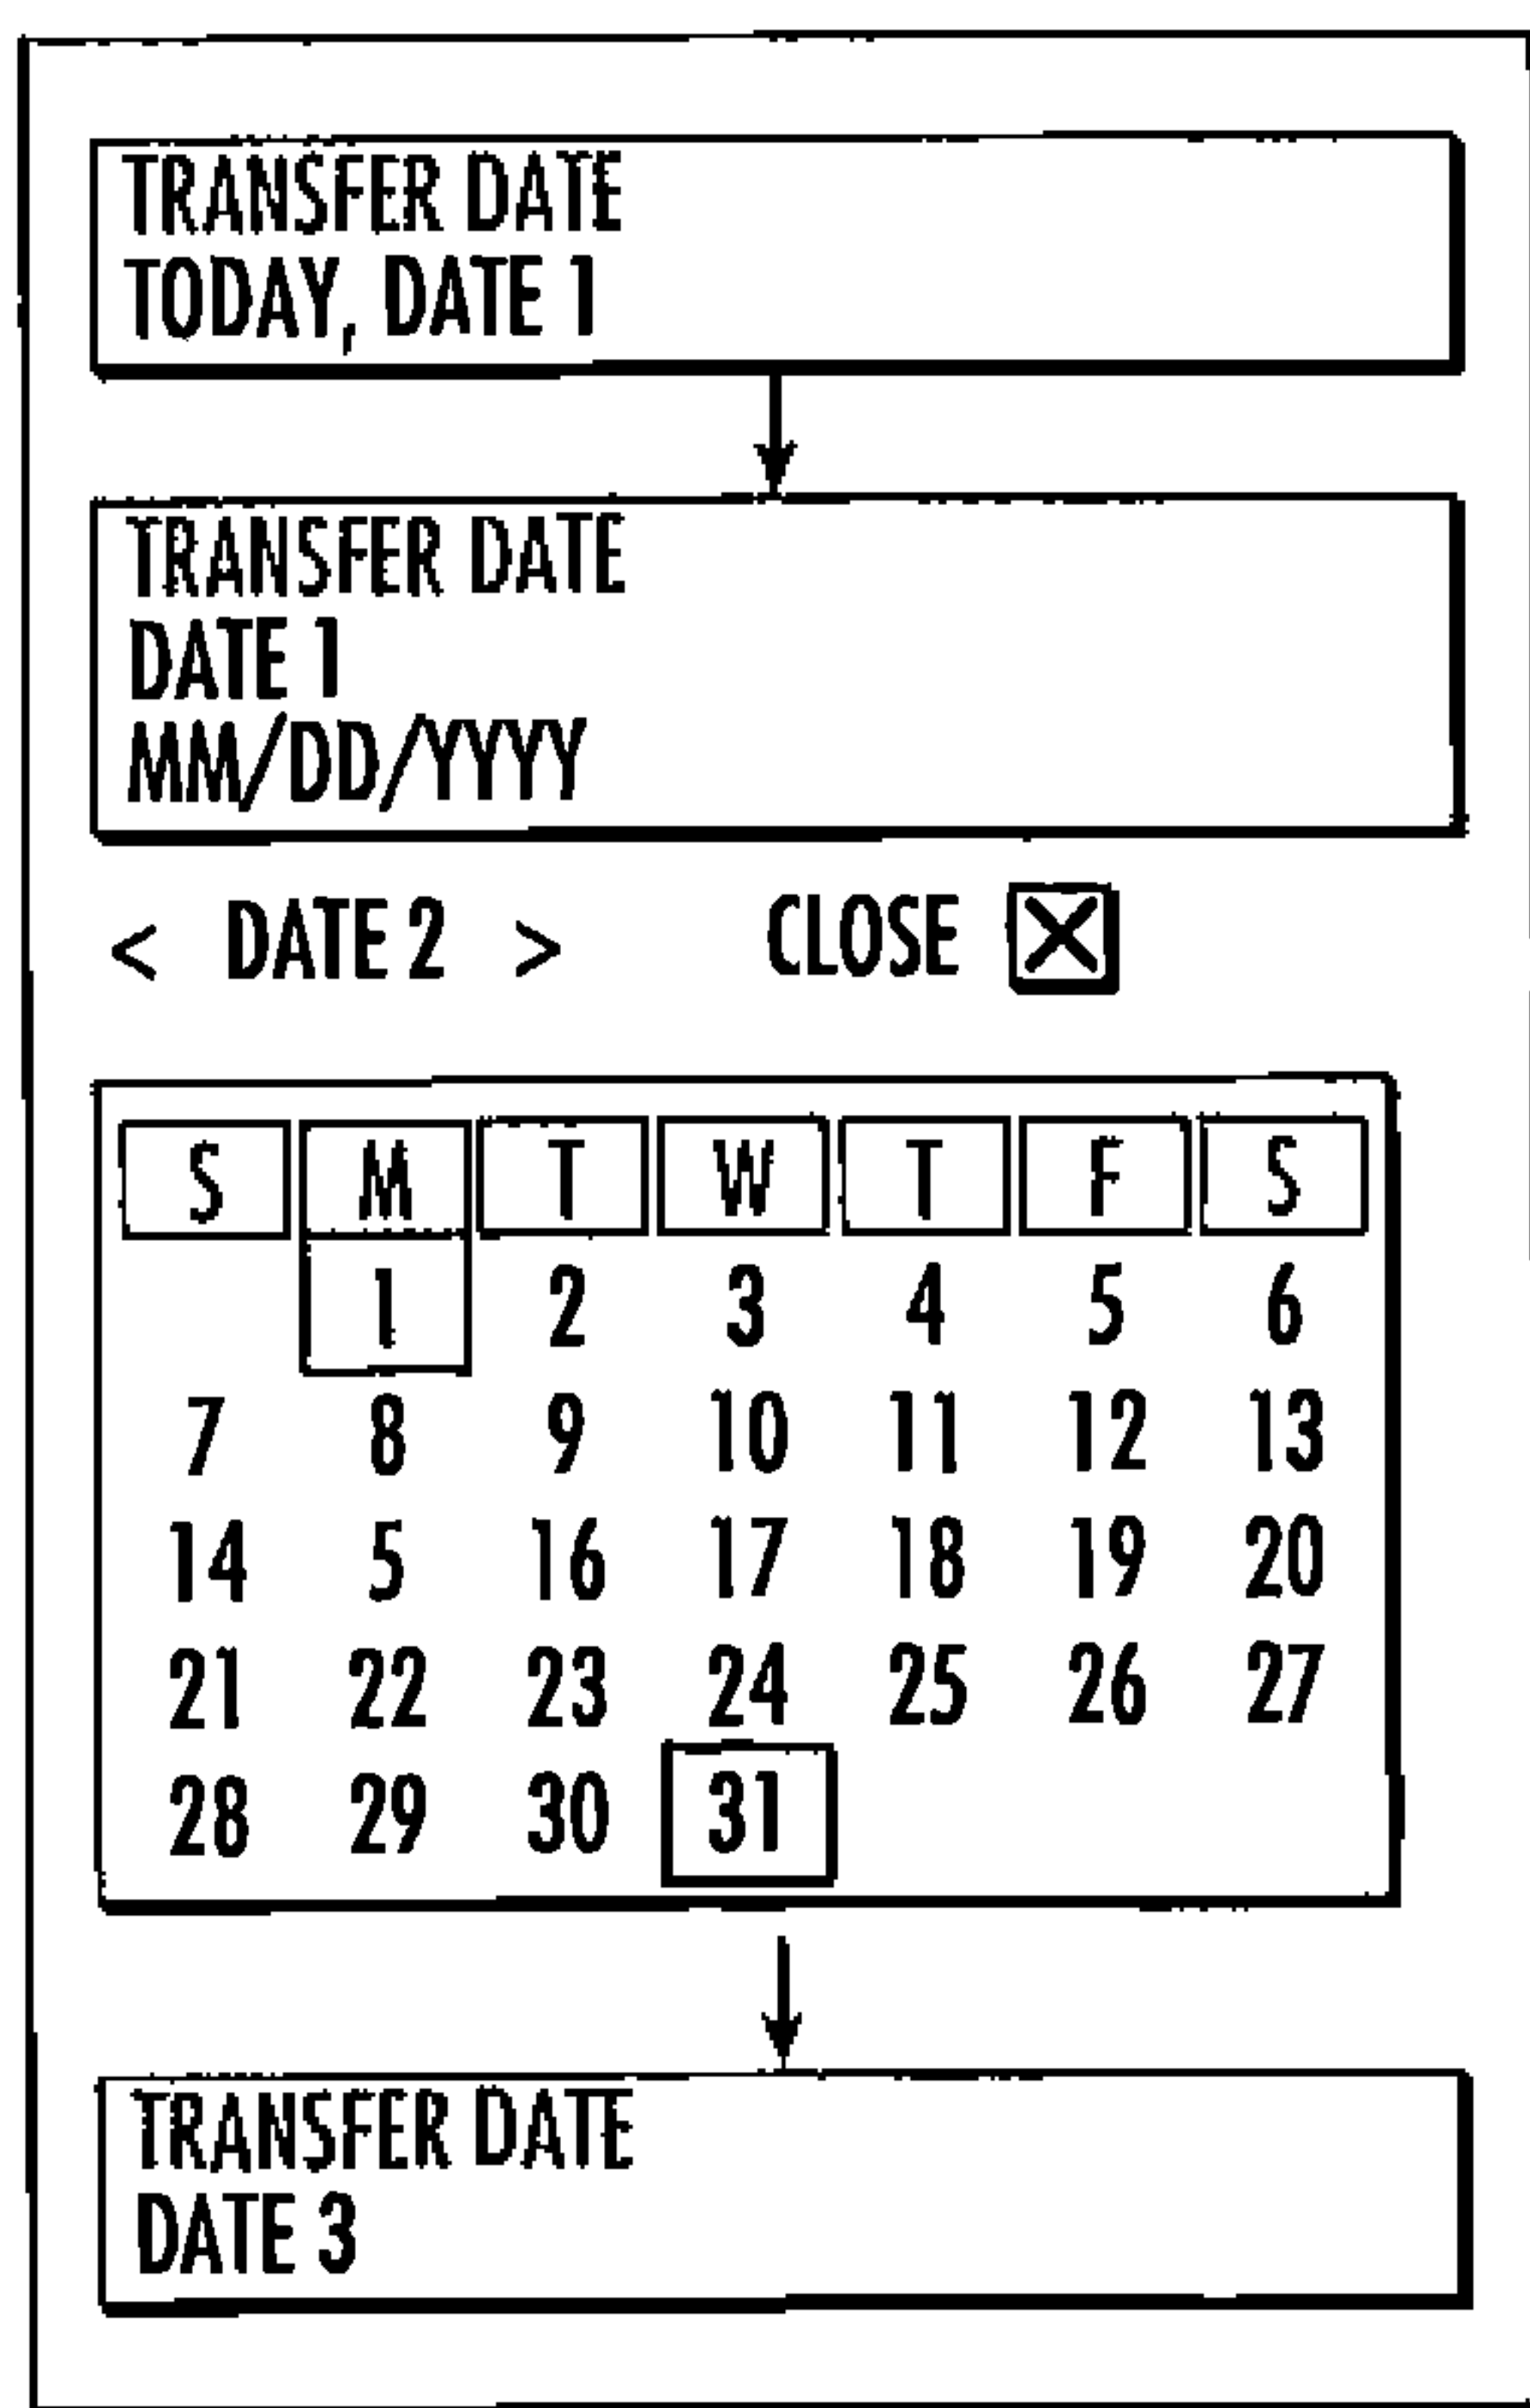 TRANSFER DATE
TODAY, DATE 1
TRANSFER DATE
DATE 1
MM/DD/YYYY
< DATE 2 > CLOSE X
S M T W T F S
1 2 3 4 5 6
7 8 9 10 11 12 13
14 5 16 17 18 19 20
21 22 23 24 25 26 27
28 29 30 31
TRANSFER DATE
DATE 3